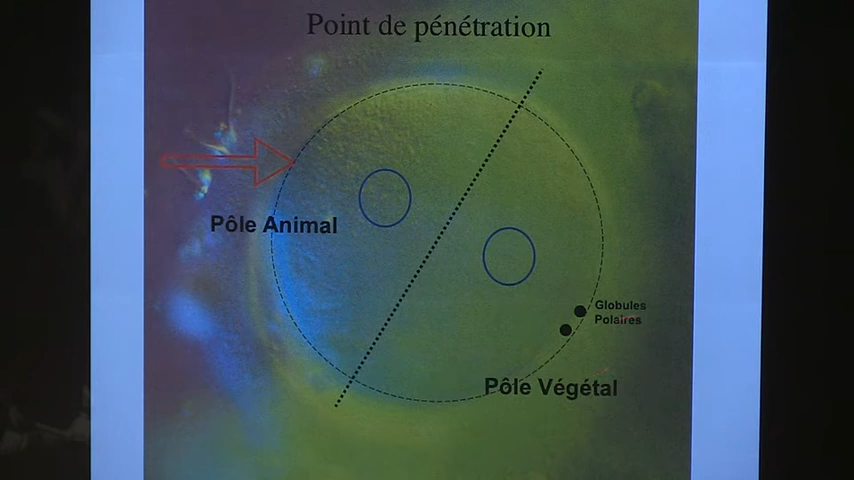 Point de pénétration
Pôle Animal
Globules
Polaires
Pôle Végétal